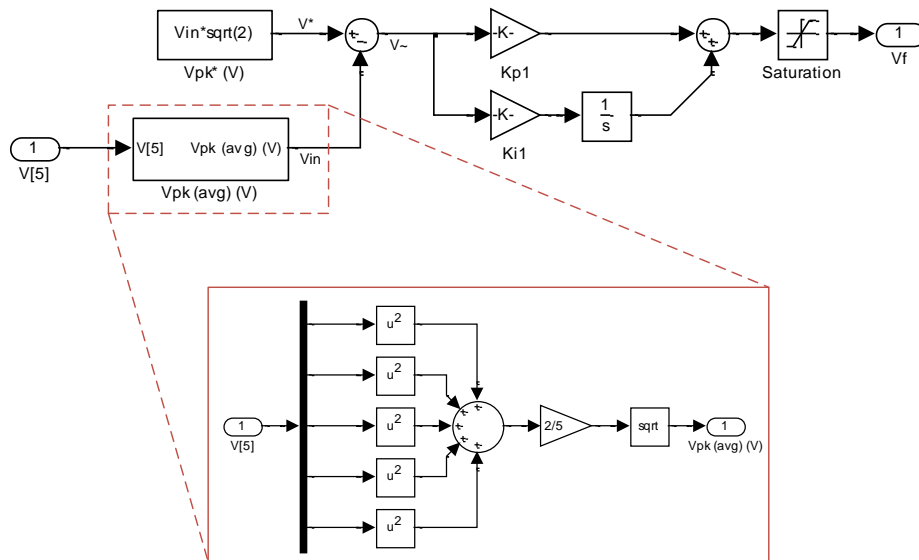 Vin*sqrt(2)
Vpk* (V)
V*
V~
-K-
Kp1
-K-
Ki1
1
s
Saturation
1
Vf
1
V[5]
V[5] Vpk (avg) (V)
Vpk (avg) (V)
Vin
1
V[5]
u2
u2
u2
u2
u2
2/5
sqrt
1
Vpk (avg) (V)